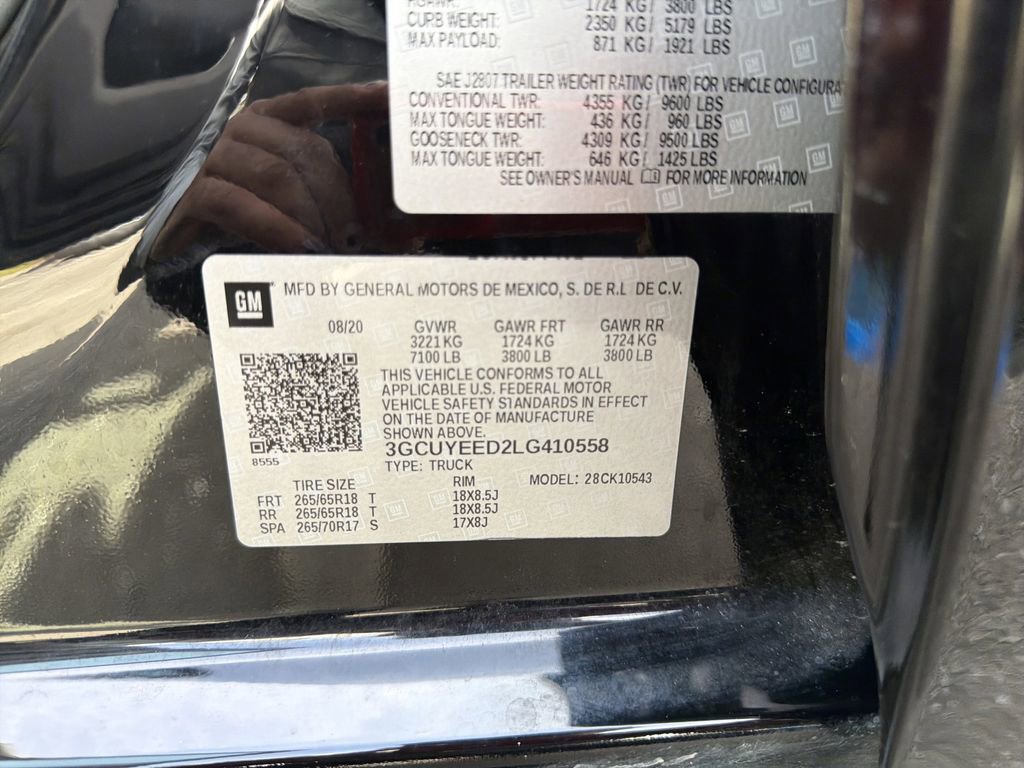 1724 KG/ 3800 LBS
CURB WEIGHT: 2350 KG/ 5179 LBS
MAX PAYLOAD: 871 KG/ 1921 LBS
SAE J2807 TRAILER WEIGHT RATING (TWR) FOR VEHICLE CONFIGURA
CONVENTIONAL TWR: 4355 KG/ 9600 LBS
MAX TONGUE WEIGHT: 436 KG/ 960 LBS
GOOSENECK TWR: 4309 KG/ 9500 LBS
MAX TONGUE WEIGHT: 646 KG/ 1425 LBS
SEE OWNER'S MANUAL FOR MORE INFORMATION
GM MFD BY GENERAL MOTORS DE MEXICO, S. DE R.L. DE C.V.
08/20 GVWR GAWR FRT GAWR RR
3221 KG 1724 KG 1724 KG
7100 LB 3800 LB 3800 LB
THIS VEHICLE CONFORMS TO ALL
APPLICABLE U.S. FEDERAL MOTOR
VEHICLE SAFETY STANDARDS IN EFFECT
ON THE DATE OF MANUFACTURE
SHOWN ABOVE.
3GCUYEED2LG410558
8555
TYPE: TRUCK
MODEL: 28CK10543
TIRE SIZE RIM
FRT 265/65R18 T 18X8.5J
RR 265/65R18 T 18X8.5J
SPA 265/70R17 S 17X8J